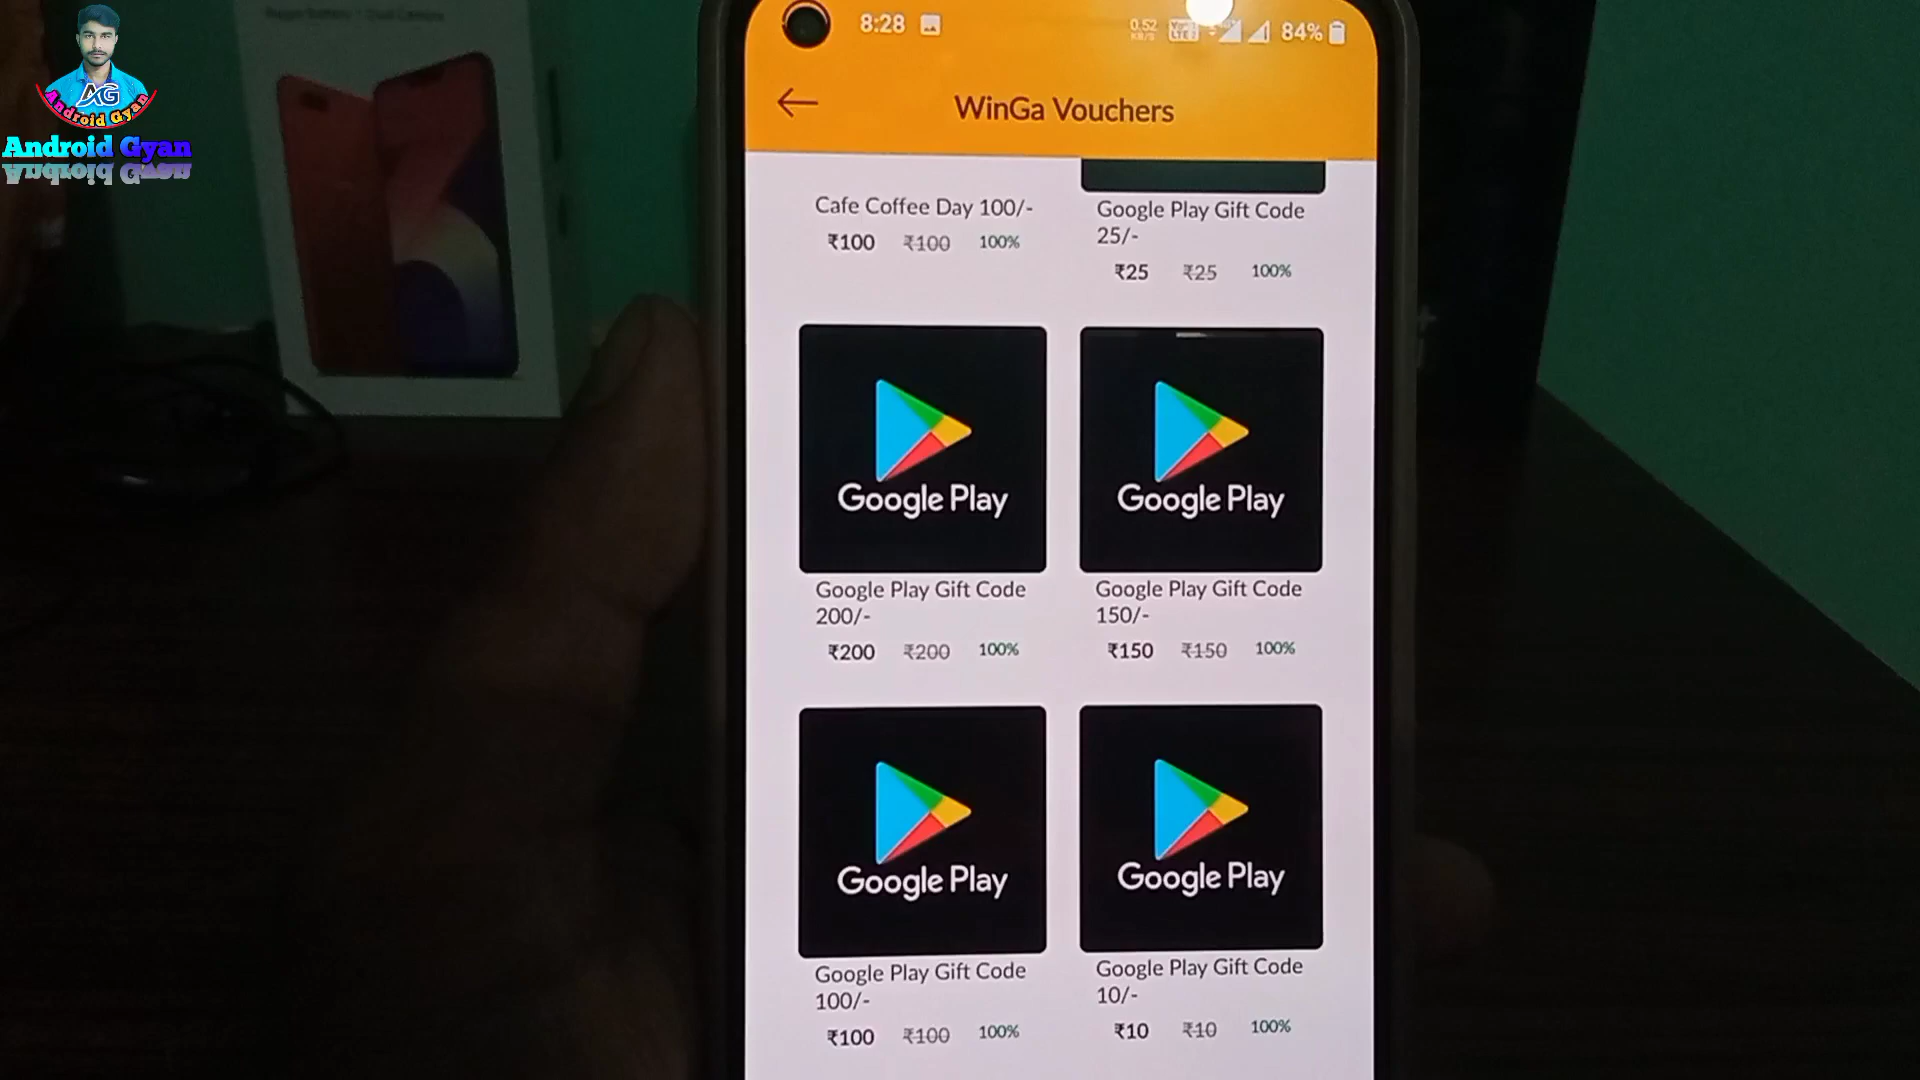 AG
Android Gyan
Android Gyan
8:28
0.52
KB/S
84%
WinGa Vouchers
Cafe Coffee Day 100/-
₹100 ₹100 100%
Google Play Gift Code
25/-
₹25 ₹25 100%
Google Play
Google Play Gift Code
200/-
₹200 ₹200 100%
Google Play
Google Play Gift Code
150/-
₹150 ₹150 100%
Google Play
Google Play Gift Code
100/-
₹100 ₹100 100%
Google Play
Google Play Gift Code
10/-
₹10 ₹10 100%